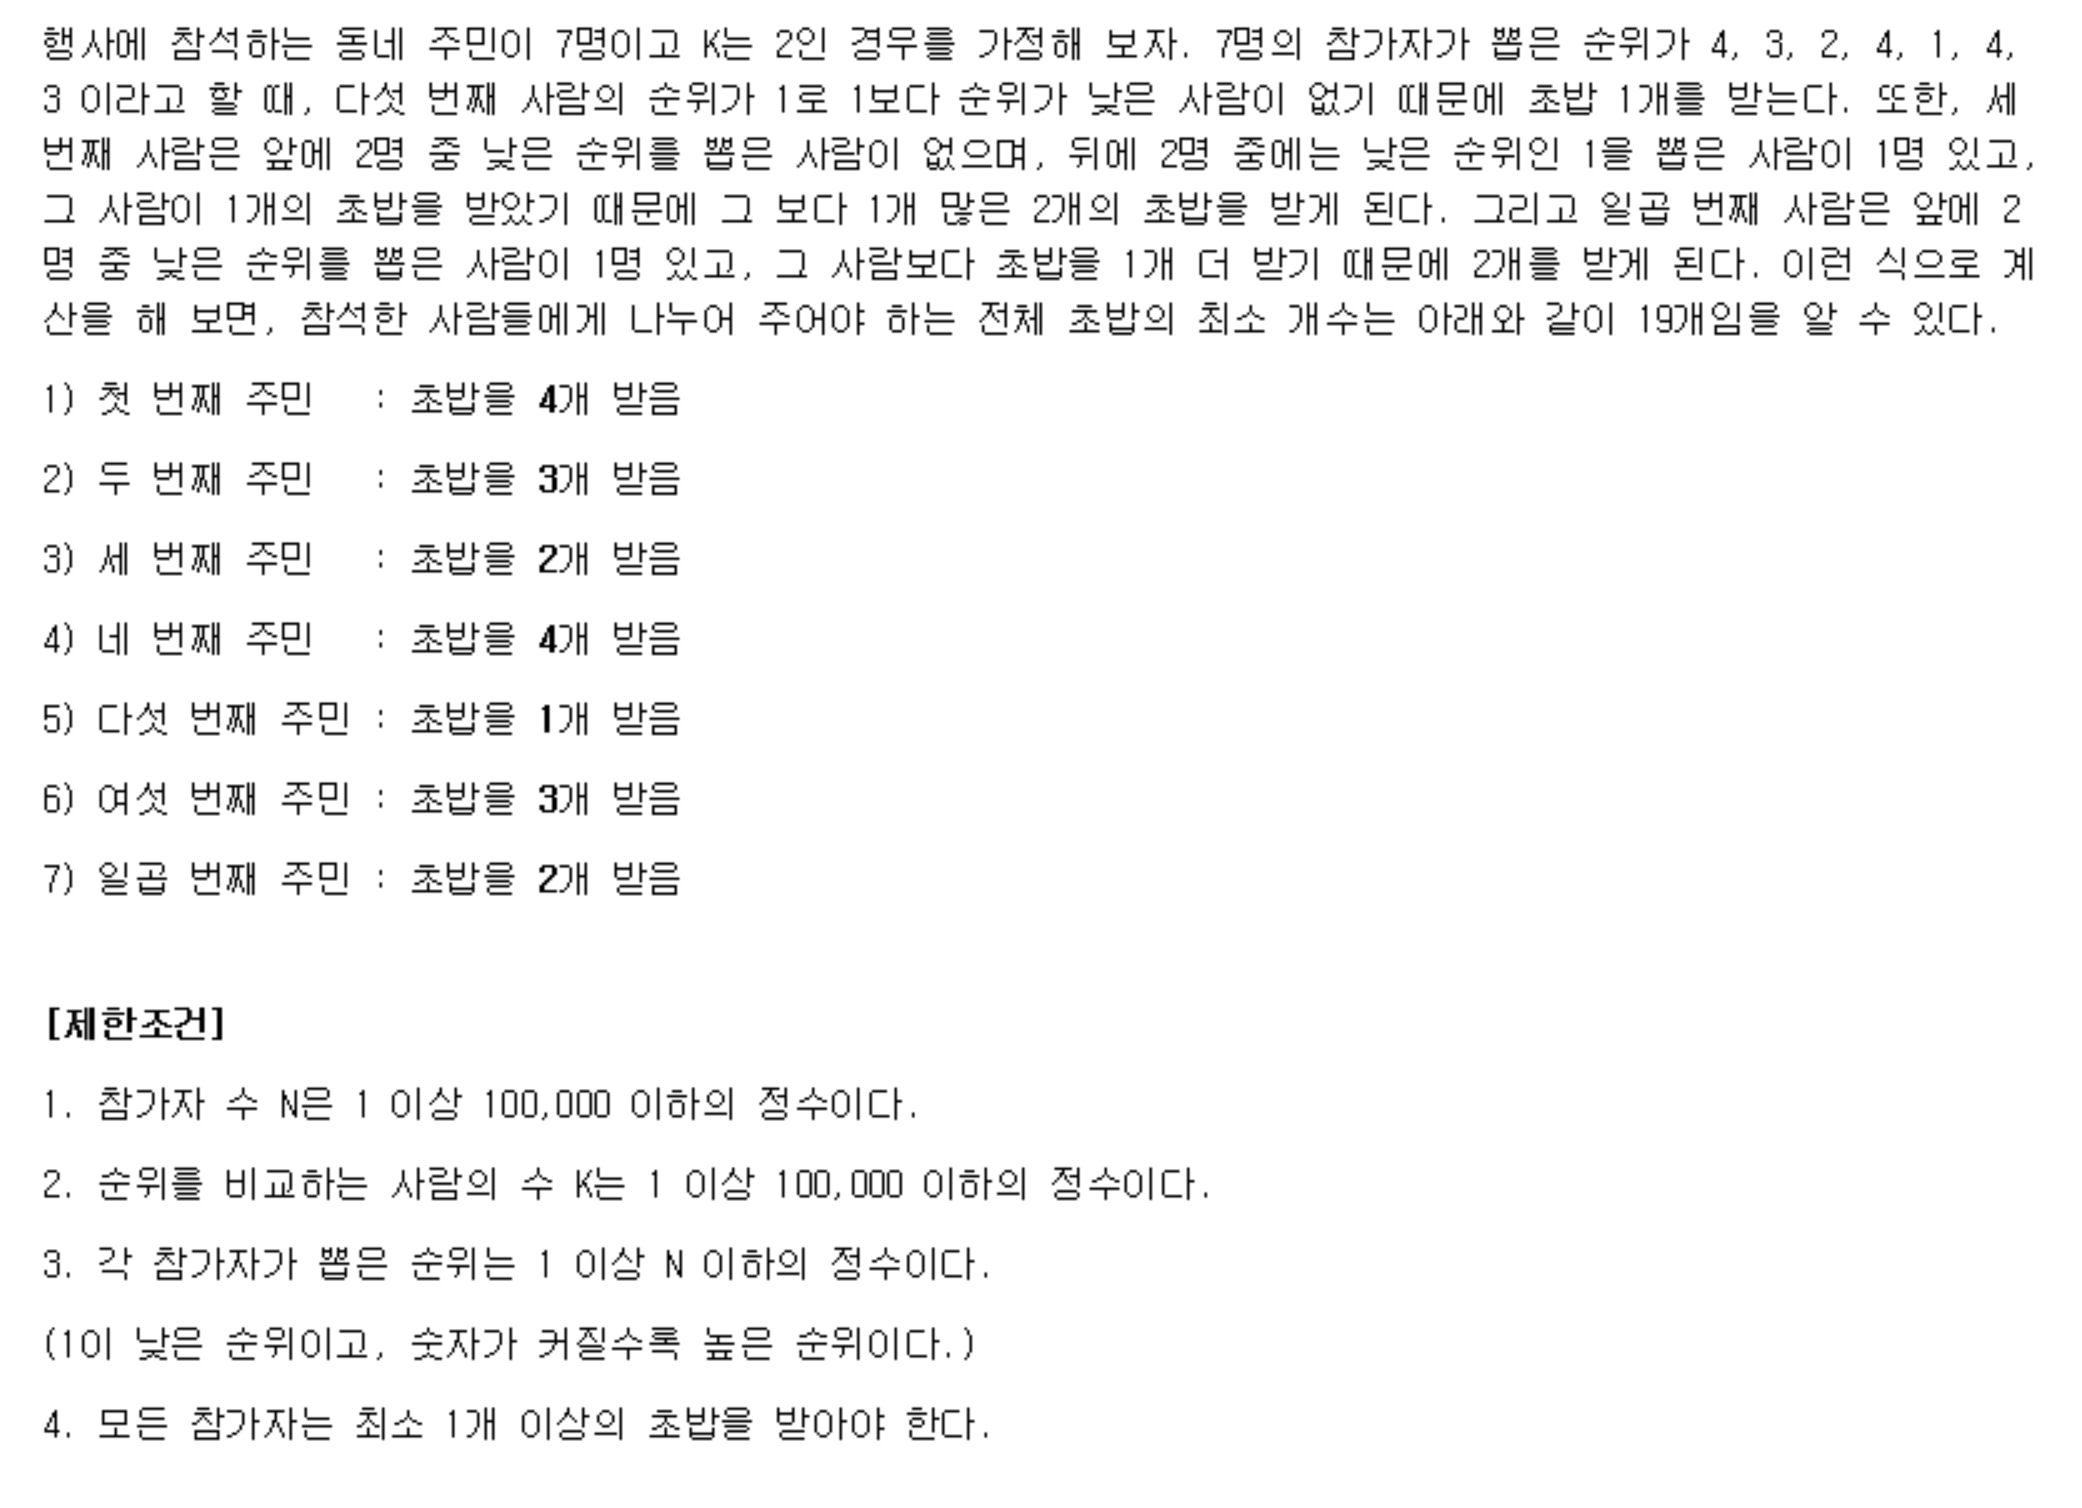 행사에 참석하는 동네 주민이 7명이고 K는 2인 경우를 가정해 보자. 7명의 참가자가 뽑은 순위가 4, 3, 2, 4, 1, 4,
3 이라고 할 때, 다섯 번째 사람의 순위가 1로 1보다 순위가 낮은 사람이 없기 때문에 초밥 1개를 받는다. 또한, 세
번째 사람은 앞에 2명 중 낮은 순위를 뽑은 사람이 없으며, 뒤에 2명 중에는 낮은 순위인 1을 뽑은 사람이 1명 있고,
그 사람이 1개의 초밥을 받았기 때문에 그 보다 1개 많은 2개의 초밥을 받게 된다. 그리고 일곱 번째 사람은 앞에 2
명 중 낮은 순위를 뽑은 사람이 1명 있고, 그 사람보다 초밥을 1개 더 받기 때문에 2개를 받게 된다. 이런 식으로 계
산을 해 보면, 참석한 사람들에게 나누어 주어야 하는 전체 초밥의 최소 개수는 아래와 같이 19개임을 알 수 있다.
1) 첫 번째 주민 : 초밥을 4개 받음
2) 두 번째 주민 : 초밥을 3개 받음
3) 세 번째 주민 : 초밥을 2개 받음
4) 네 번째 주민 : 초밥을 4개 받음
5) 다섯 번째 주민 : 초밥을 1개 받음
6) 여섯 번째 주민 : 초밥을 3개 받음
7) 일곱 번째 주민 : 초밥을 2개 받음
[제한조건]
1. 참가자 수 N은 1 이상 100,000 이하의 정수이다.
2. 순위를 비교하는 사람의 수 K는 1 이상 100,000 이하의 정수이다.
3. 각 참가자가 뽑은 순위는 1 이상 N 이하의 정수이다.
(1이 낮은 순위이고, 숫자가 커질수록 높은 순위이다.)
4. 모든 참가자는 최소 1개 이상의 초밥을 받아야 한다.